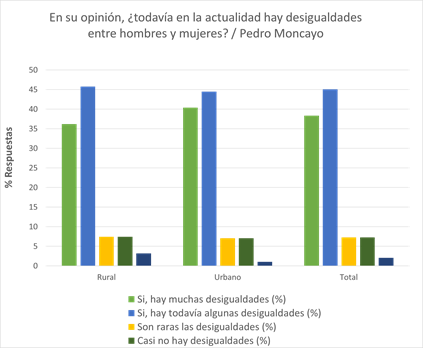 En su opinión, ¿todavía en la actualidad hay desigualdades
entre hombres y mujeres? / Pedro Moncayo
50
45
40
35
30
25
20
15
10
5
0
% Respuestas
Rural Urbano Total
Si, hay muchas desigualdades (%)
Si, hay todavía algunas desigualdades (%)
Son raras las desigualdades (%)
Casi no hay desigualdades (%)